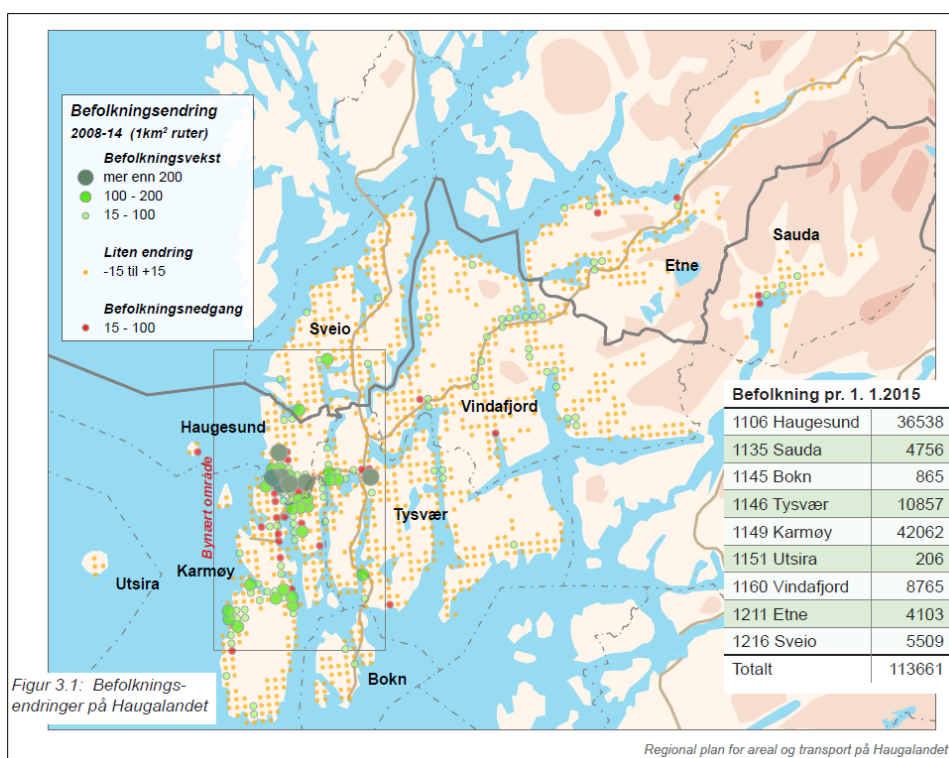 Befolkningsendring
2008-14 (1km² ruter)
Befolkningsvekst
mer enn 200
100 - 200
15 - 100
Liten endring
-15 til +15
Befolkningsnedgang
15 - 100
Sauda
Etne
Sveio
Vindafjord
Haugesund
Bynært område
Tysvær
Karmøy
Utsira
Bokn
Befolkning pr. 1. 1.2015
1106 Haugesund 36538
1135 Sauda 4756
1145 Bokn 865
1146 Tysvær 10857
1149 Karmøy 42062
1151 Utsira 206
1160 Vindafjord 8765
1211 Etne 4103
1216 Sveio 5509
Totalt 113661
Figur 3.1: Befolknings-
endringer på Haugalandet
Regional plan for areal og transport på Haugalandet